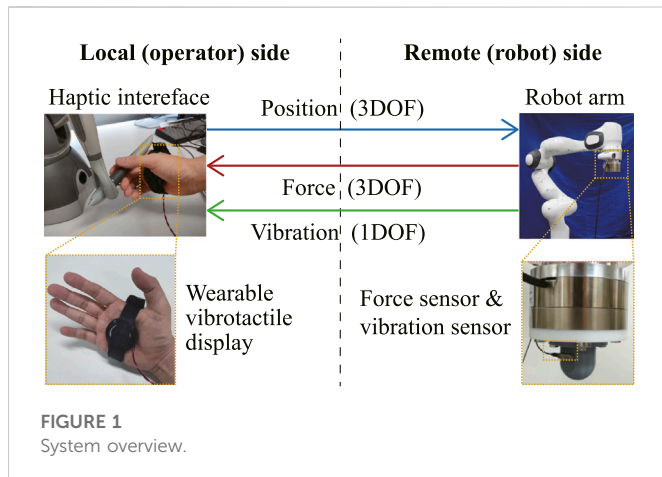 Local (operator) side
Remote (robot) side
Haptic intereface
Robot arm
Position (3DOF)
Force (3DOF)
Vibration (1DOF)
Wearable
vibrotactile
display
Force sensor &
vibration sensor
FIGURE 1
System overview.